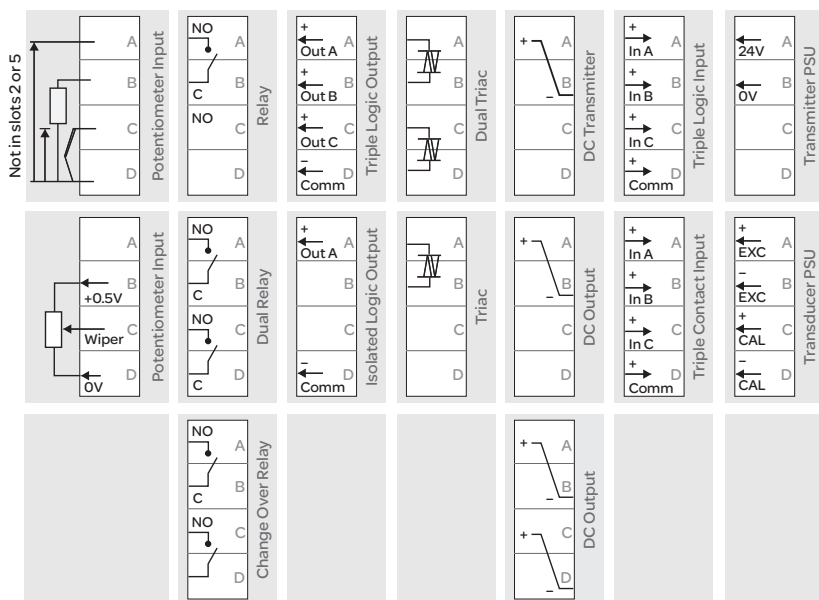 Not in slots 2 or 5
A
B
C
D
Potentiometer Input
NO
A
B
C
NO
C
D
Relay
+
Out A
A
+
Out B
B
+
Out C
C
−
Comm
D
Triple Logic Output
A
B
C
D
Dual Triac
+
A
B
−
C
D
DC Transmitter
+
In A
A
+
In B
B
+
In C
C
+
Comm
D
Triple Logic Input
24V
A
0V
B
C
D
Transmitter PSU
A
B
+0.5V
C
Wiper
D
0V
Potentiometer Input
NO
A
B
C
NO
C
D
C
Dual Relay
+
Out A
A
B
C
−
Comm
D
Isolated Logic Output
A
B
C
D
Triac
+
A
B
−
C
D
DC Output
+
In A
A
+
In B
B
+
In C
C
+
Comm
D
Triple Contact Input
+
EXC
A
−
EXC
B
+
CAL
C
−
CAL
D
Transducer PSU
NO
A
B
C
NO
C
D
Change Over Relay
+
A
B
−
+
C
D
−
DC Output